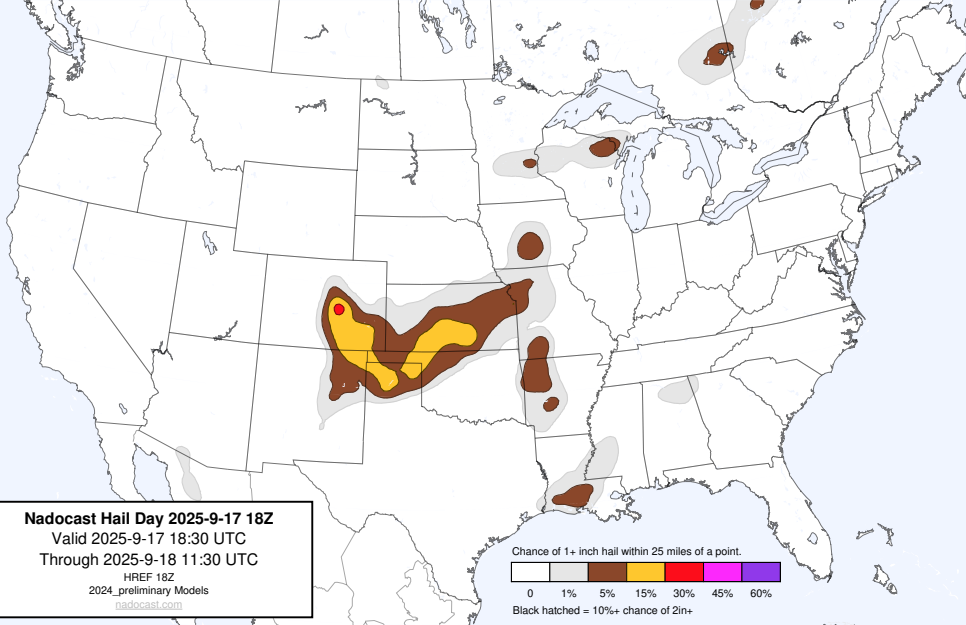 Nadocast Hail Day 2025-9-17 18Z
Valid 2025-9-17 18:30 UTC
Through 2025-9-18 11:30 UTC
HREF 18Z
2024_preliminary Models
nadocast.com
Chance of 1+ inch hail within 25 miles of a point.
0 1% 5% 15% 30% 45% 60%
Black hatched = 10%+ chance of 2in+